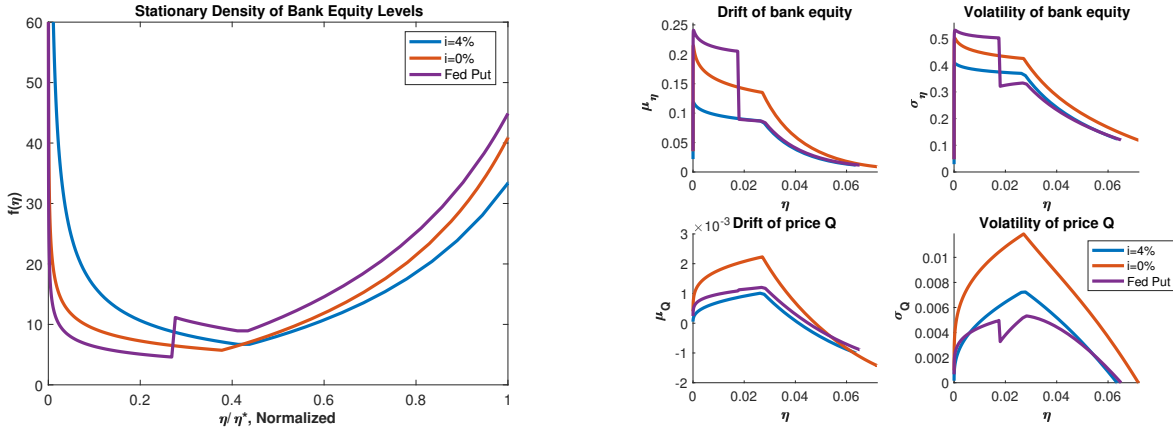 Stationary Density of Bank Equity Levels
60
50
40
30
20
10
0
f(η)
i=4%
i=0%
Fed Put
0 0.2 0.4 0.6 0.8 1
η/η*, Normalized
Drift of bank equity
0.25
0.2
0.15
0.1
0.05
0
μη
0 0.02 0.04 0.06
η
Volatility of bank equity
0.5
0.4
0.3
0.2
0.1
0
ση
0 0.02 0.04 0.06
η
Drift of price Q
×10⁻³
3
2
1
0
-1
-2
μQ
0 0.02 0.04 0.06
η
Volatility of price Q
0.01
0.008
0.006
0.004
0.002
0
σQ
i=4%
i=0%
Fed Put
0 0.02 0.04 0.06
η